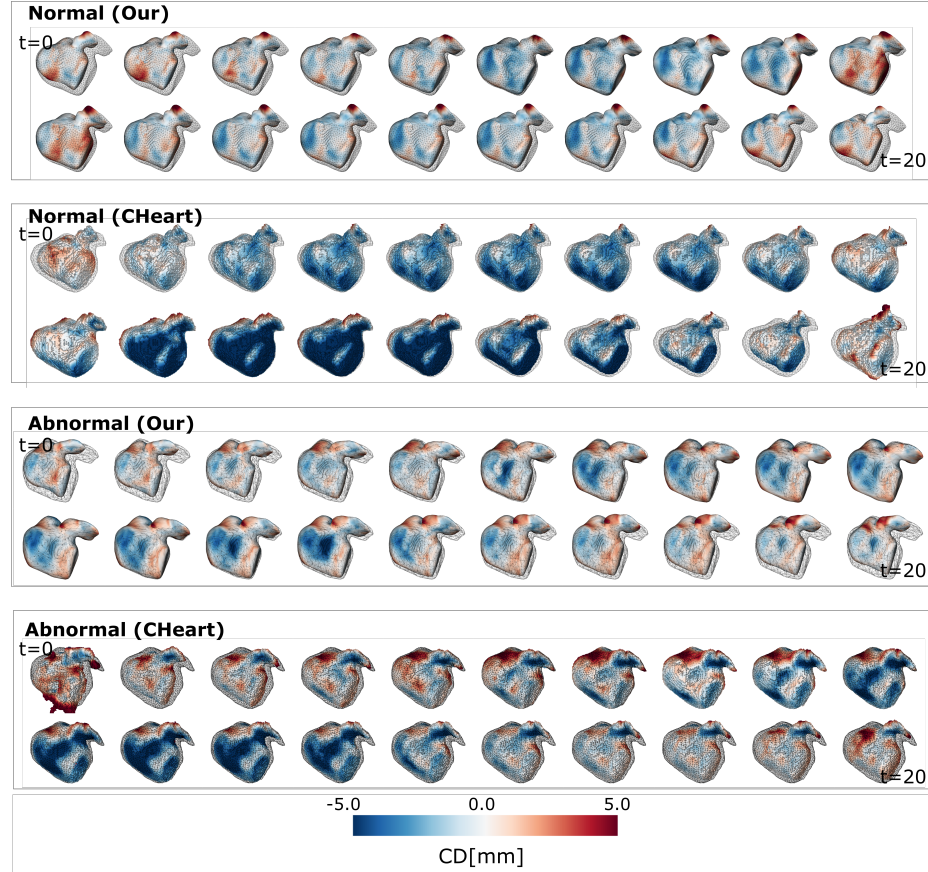 Normal (Our)
t=0
t=20
Normal (CHeart)
t=0
t=20
Abnormal (Our)
t=0
t=20
Abnormal (CHeart)
t=0
t=20
-5.0 0.0 5.0
CD[mm]